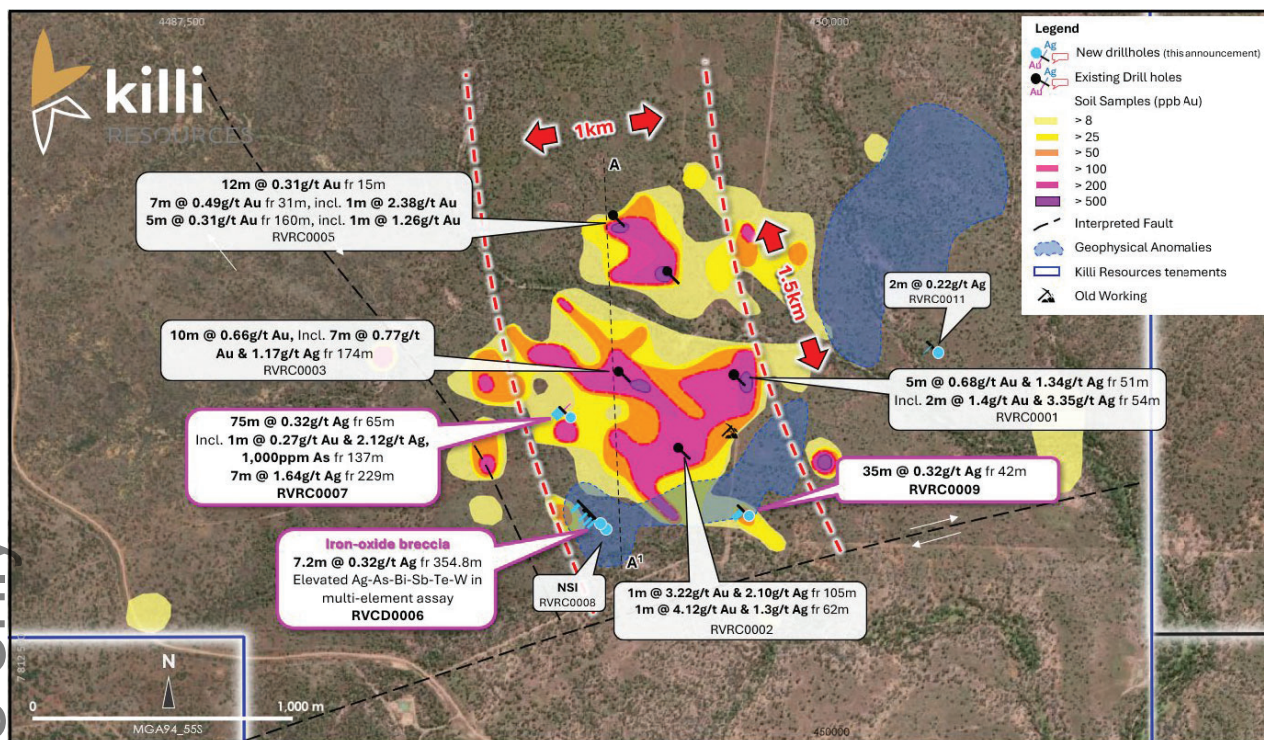 4487,500
450,000
killi
RESOURCES
1km
A
1.5km
12m @ 0.31g/t Au fr 15m
7m @ 0.49g/t Au fr 31m, incl. 1m @ 2.38g/t Au
5m @ 0.31g/t Au fr 160m, incl. 1m @ 1.26g/t Au
RVRC0005
10m @ 0.66g/t Au, Incl. 7m @ 0.77g/t
Au & 1.17g/t Ag fr 174m
RVRC0003
75m @ 0.32g/t Ag fr 65m
Incl. 1m @ 0.27g/t Au & 2.12g/t Ag,
1,000ppm As fr 137m
7m @ 1.64g/t Ag fr 229m
RVRC0007
Iron-oxide breccia
7.2m @ 0.32g/t Ag fr 354.8m
Elevated Ag-As-Bi-Sb-Te-W in
multi-element assay
RVCD0006
NSI
RVRC0008
A¹
1m @ 3.22g/t Au & 2.10g/t Ag fr 105m
1m @ 4.12g/t Au & 1.3g/t Ag fr 62m
RVRC0002
35m @ 0.32g/t Ag fr 42m
RVRC0009
5m @ 0.68g/t Au & 1.34g/t Ag fr 51m
Incl. 2m @ 1.4g/t Au & 3.35g/t Ag fr 54m
RVRC0001
2m @ 0.22g/t Ag
RVRC0011
Legend
Ag
Au
New drillholes (this announcement)
Ag
Au
Existing Drill holes
Soil Samples (ppb Au)
> 8
> 25
> 50
> 100
> 200
> 500
Interpreted Fault
Geophysical Anomalies
Killi Resources tenements
Old Working
N
0
1,000 m
MGA94_55S
450000